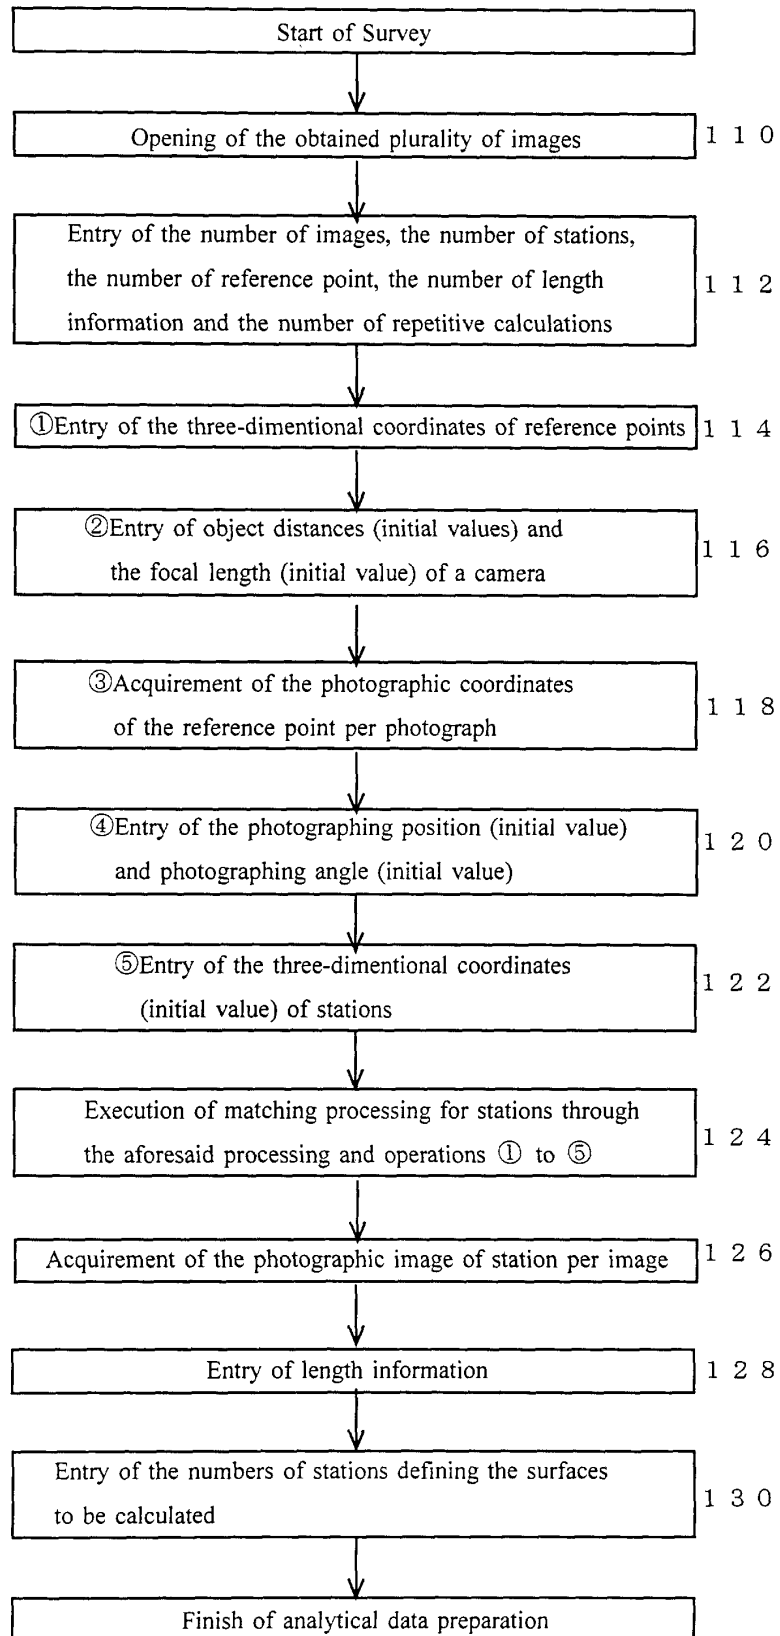 Start of Survey
Opening of the obtained plurality of images
1 1 0
Entry of the number of images, the number of stations,
the number of reference point, the number of length
information and the number of repetitive calculations
1 1 2
①Entry of the three-dimentional coordinates of reference points
1 1 4
②Entry of object distances (initial values) and
the focal length (initial value) of a camera
1 1 6
③Acquirement of the photographic coordinates
of the reference point per photograph
1 1 8
④Entry of the photographing position (initial value)
and photographing angle (initial value)
1 2 0
⑤Entry of the three-dimentional coordinates
(initial value) of stations
1 2 2
Execution of matching processing for stations through
the aforesaid processing and operations ① to ⑤
1 2 4
Acquirement of the photographic image of station per image
1 2 6
Entry of length information
1 2 8
Entry of the numbers of stations defining the surfaces
to be calculated
1 3 0
Finish of analytical data preparation